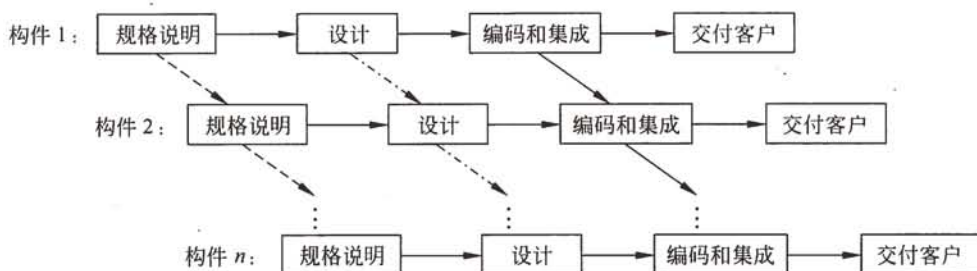 构件 1： 规格说明 设计 编码和集成 交付客户
构件 2： 规格说明 设计 编码和集成 交付客户
构件 n： 规格说明 设计 编码和集成 交付客户